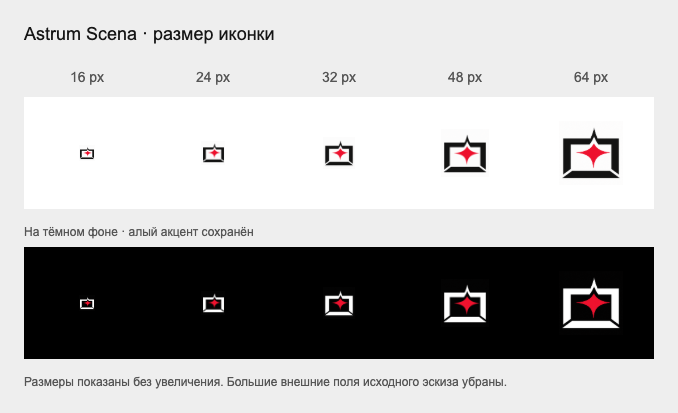 Astrum Scena · размер иконки
16 px
24 px
32 px
48 px
64 px
На тёмном фоне · алый акцент сохранён
Размеры показаны без увеличения. Большие внешние поля исходного эскиза убраны.